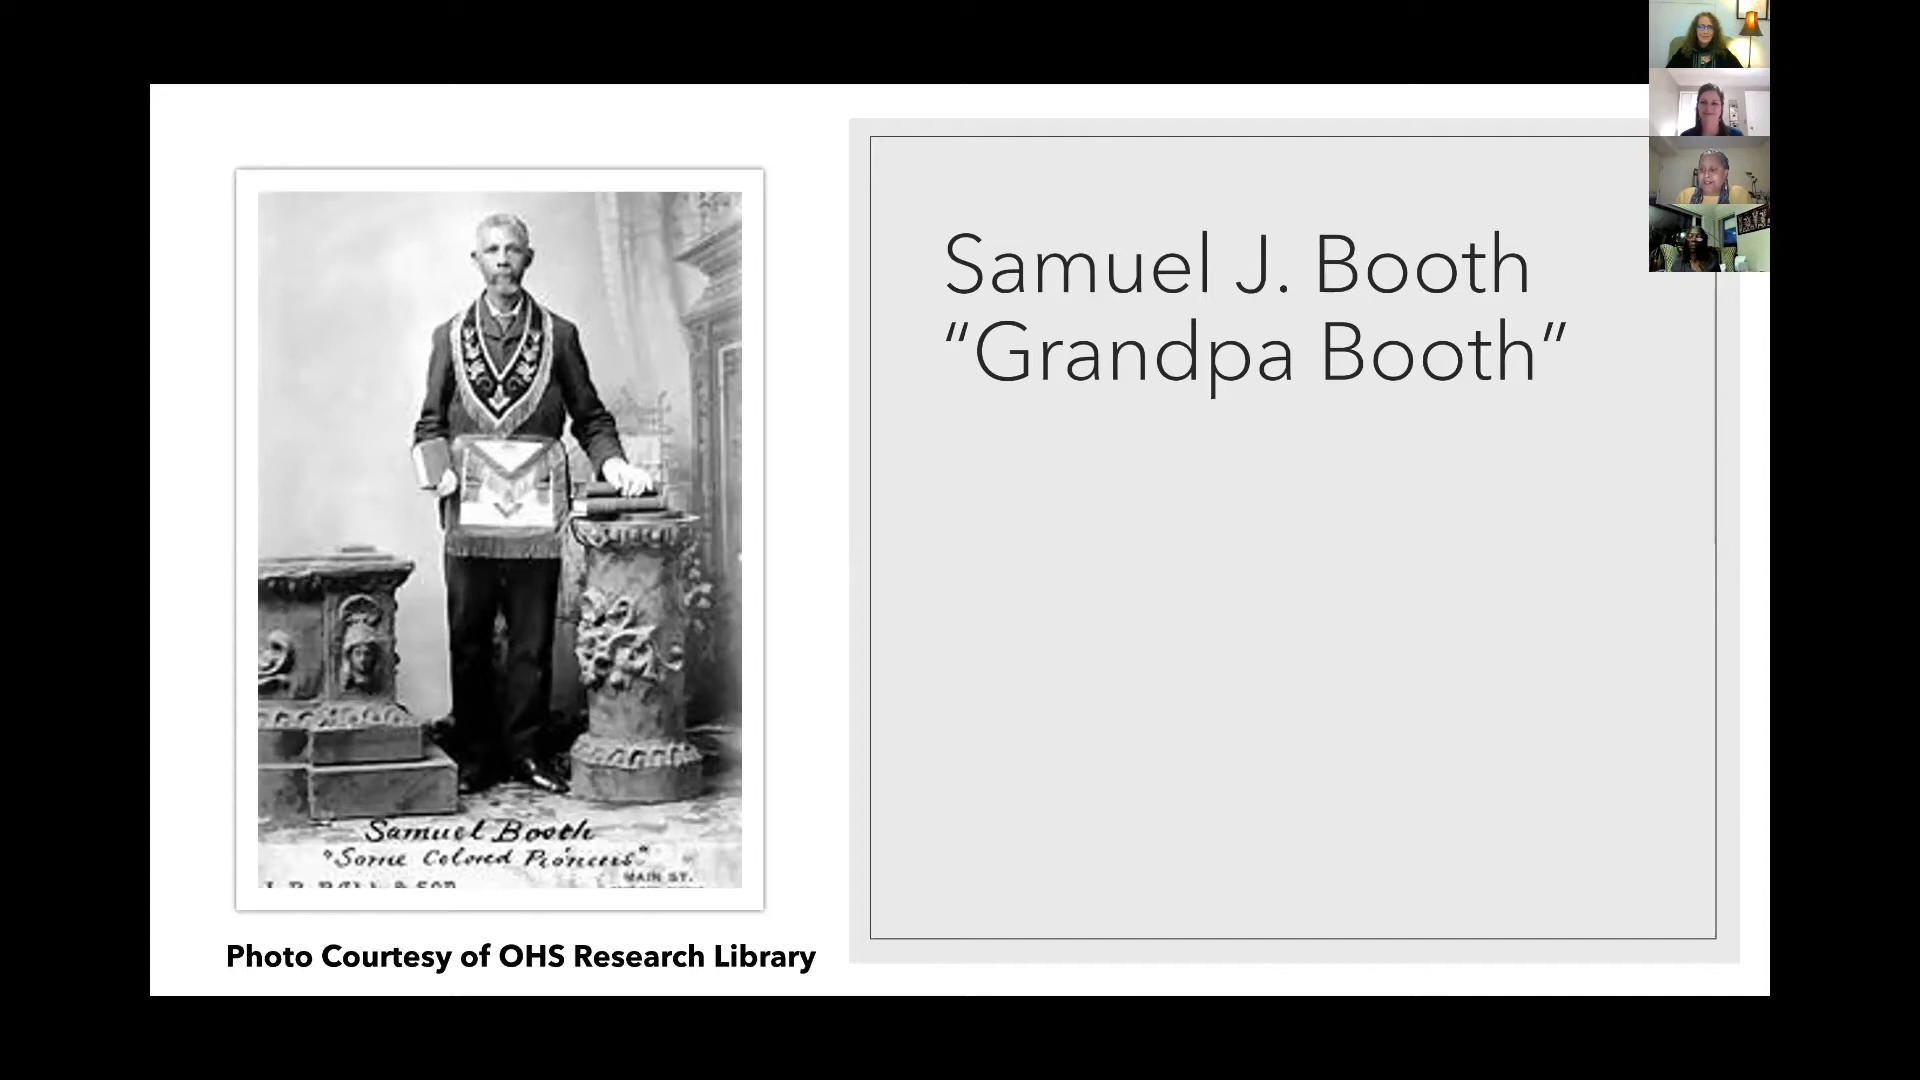 Samuel J. Booth
“Grandpa Booth”
Samuel Booth
"Some Colored Pioneers"
MAIN ST.
Photo Courtesy of OHS Research Library